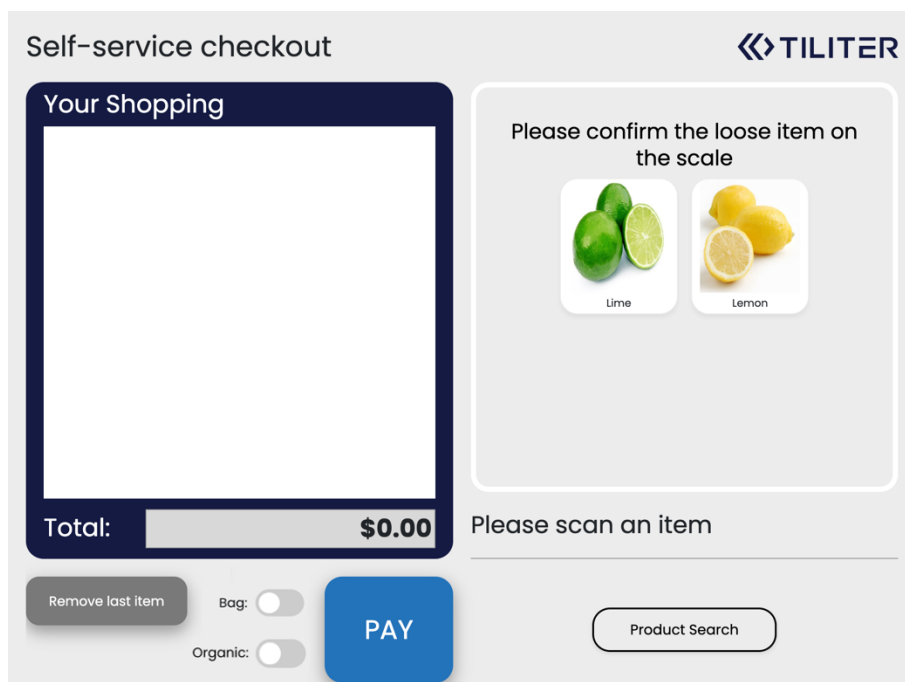 Self-service checkout
TILITER
Your Shopping
Total:
$0.00
Remove last item
Bag:
Organic:
PAY
Please confirm the loose item on
the scale
Lime
Lemon
Please scan an item
Product Search